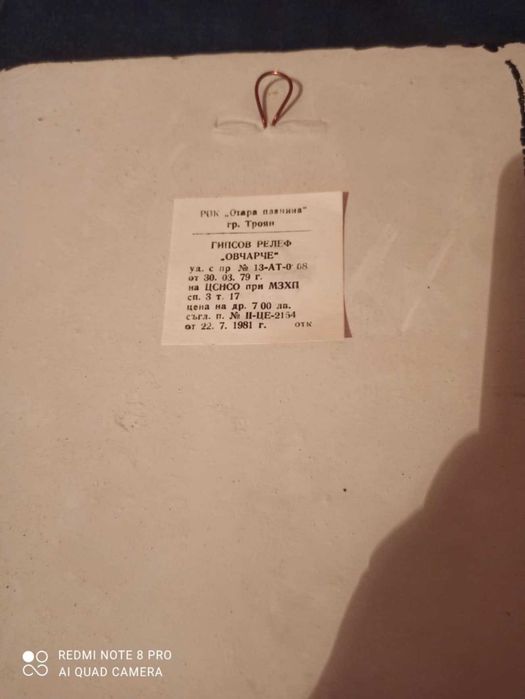 РПК „Стара планина"
гр. Троян
ГИПСОВ РЕЛЕФ
„ОВЧАРЧЕ"
уд. с пр № 13-АТ-0 68
от 30. 03. 79 г.
на ЦСНСО при МЗХП
сп. 3 т. 17
цена на др. 7 00 лв.
съгл. п. № II-ЦЕ-2154
от 22. 7. 1981 г. ОТК
REDMI NOTE 8 PRO
AI QUAD CAMERA